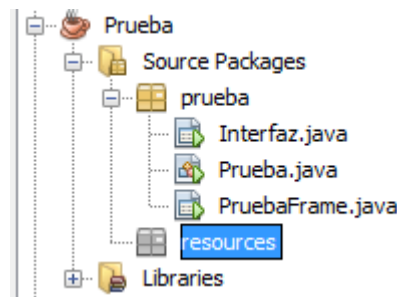 Prueba
Source Packages
prueba
Interfaz.java
Prueba.java
PruebaFrame.java
resources
Libraries